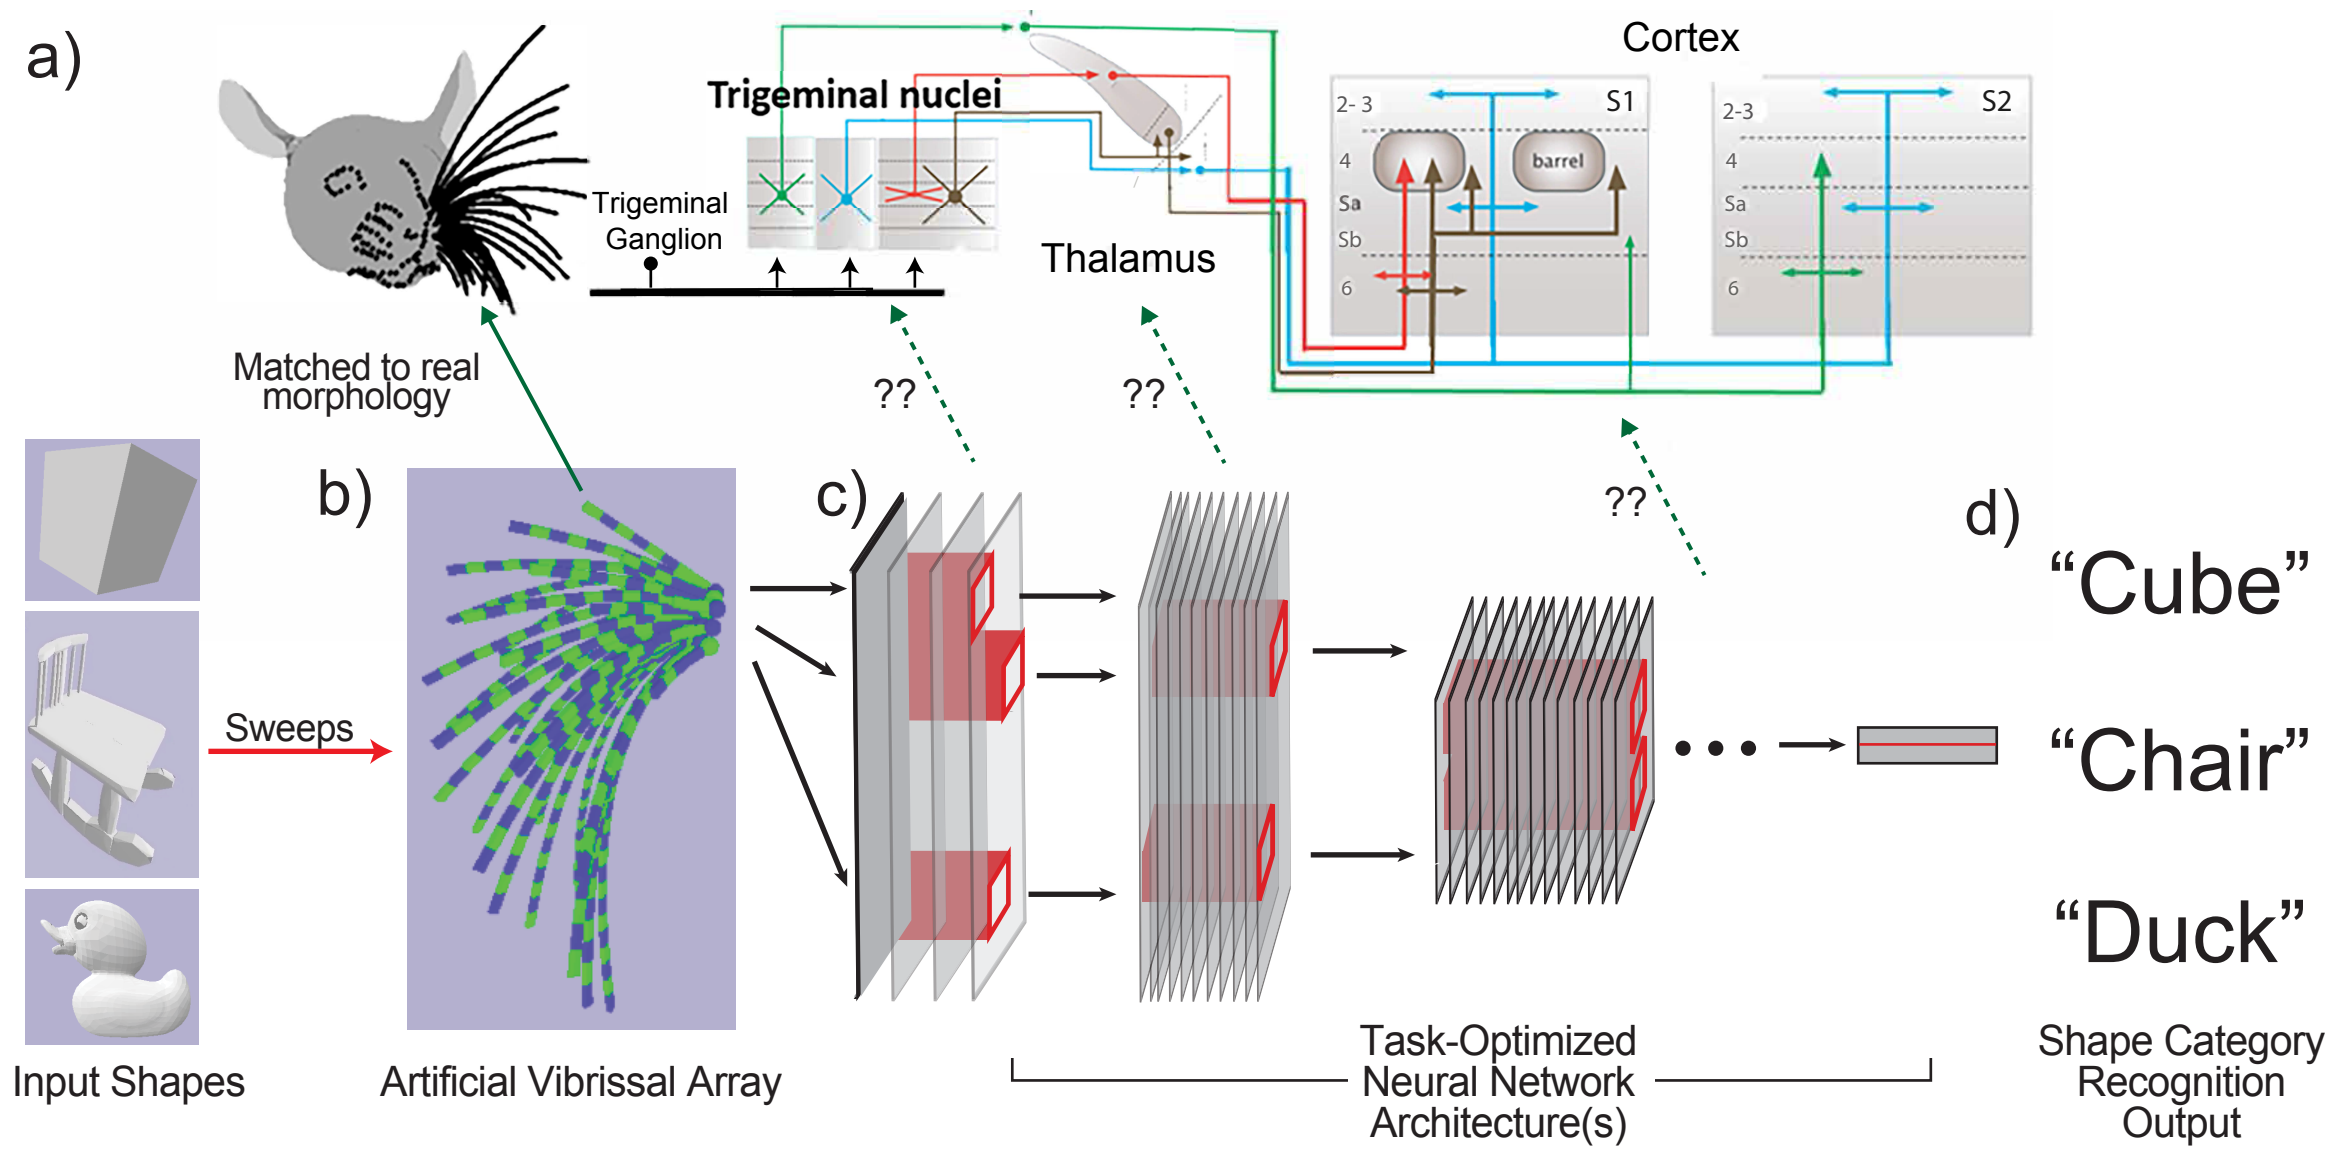 a)
Trigeminal nuclei
Trigeminal
Ganglion
Thalamus
Cortex
2- 3
S1
4
barrel
Sa
Sb
6
2-3
S2
4
Sa
Sb
6
Matched to real
morphology
??
??
??
b)
c)
d)
Sweeps
“Cube”
“Chair”
“Duck”
Input Shapes
Artificial Vibrissal Array
Task-Optimized
Neural Network
Architecture(s)
Shape Category
Recognition
Output